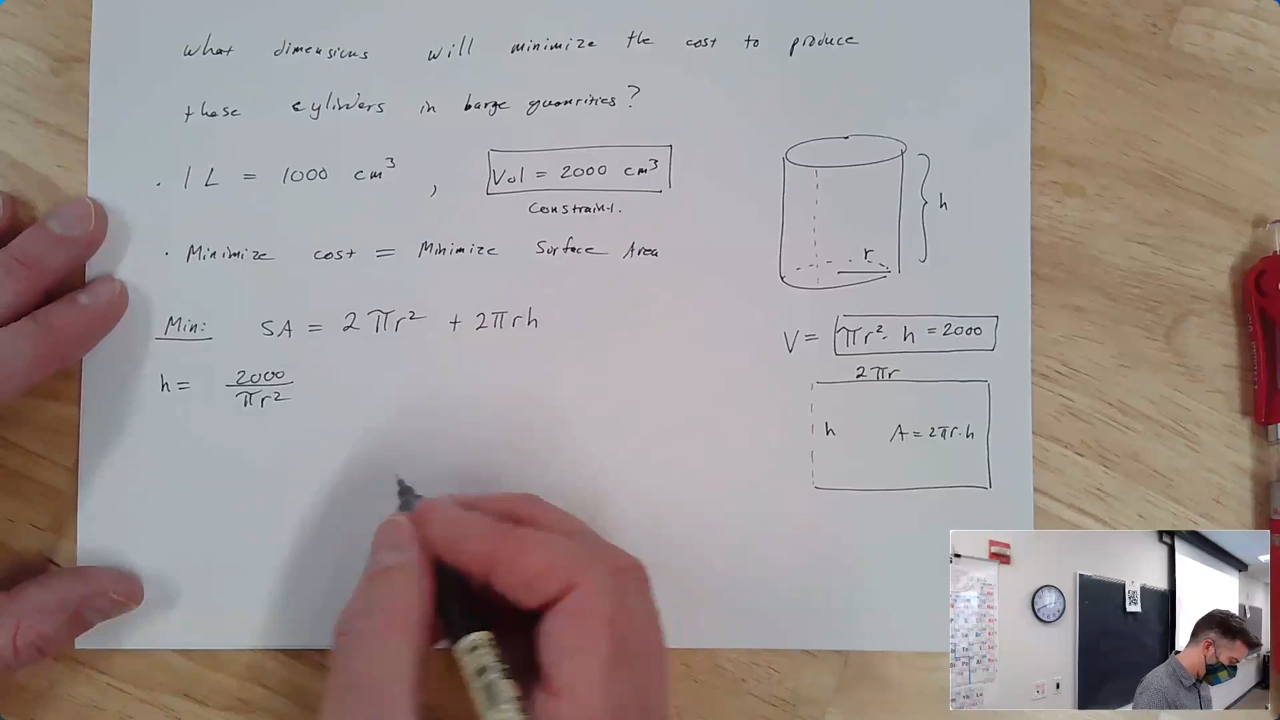 What dimensions will minimize the cost to produce
these cylinders in large quantities?
· 1 L = 1000 cm³ , Vol = 2000 cm³
Constraint.
· Minimize cost = Minimize Surface Area
h
r
Min: SA = 2πr² + 2πrh
V = πr² · h = 2000
h = 2000 / πr²
2πr
h A = 2πr·h